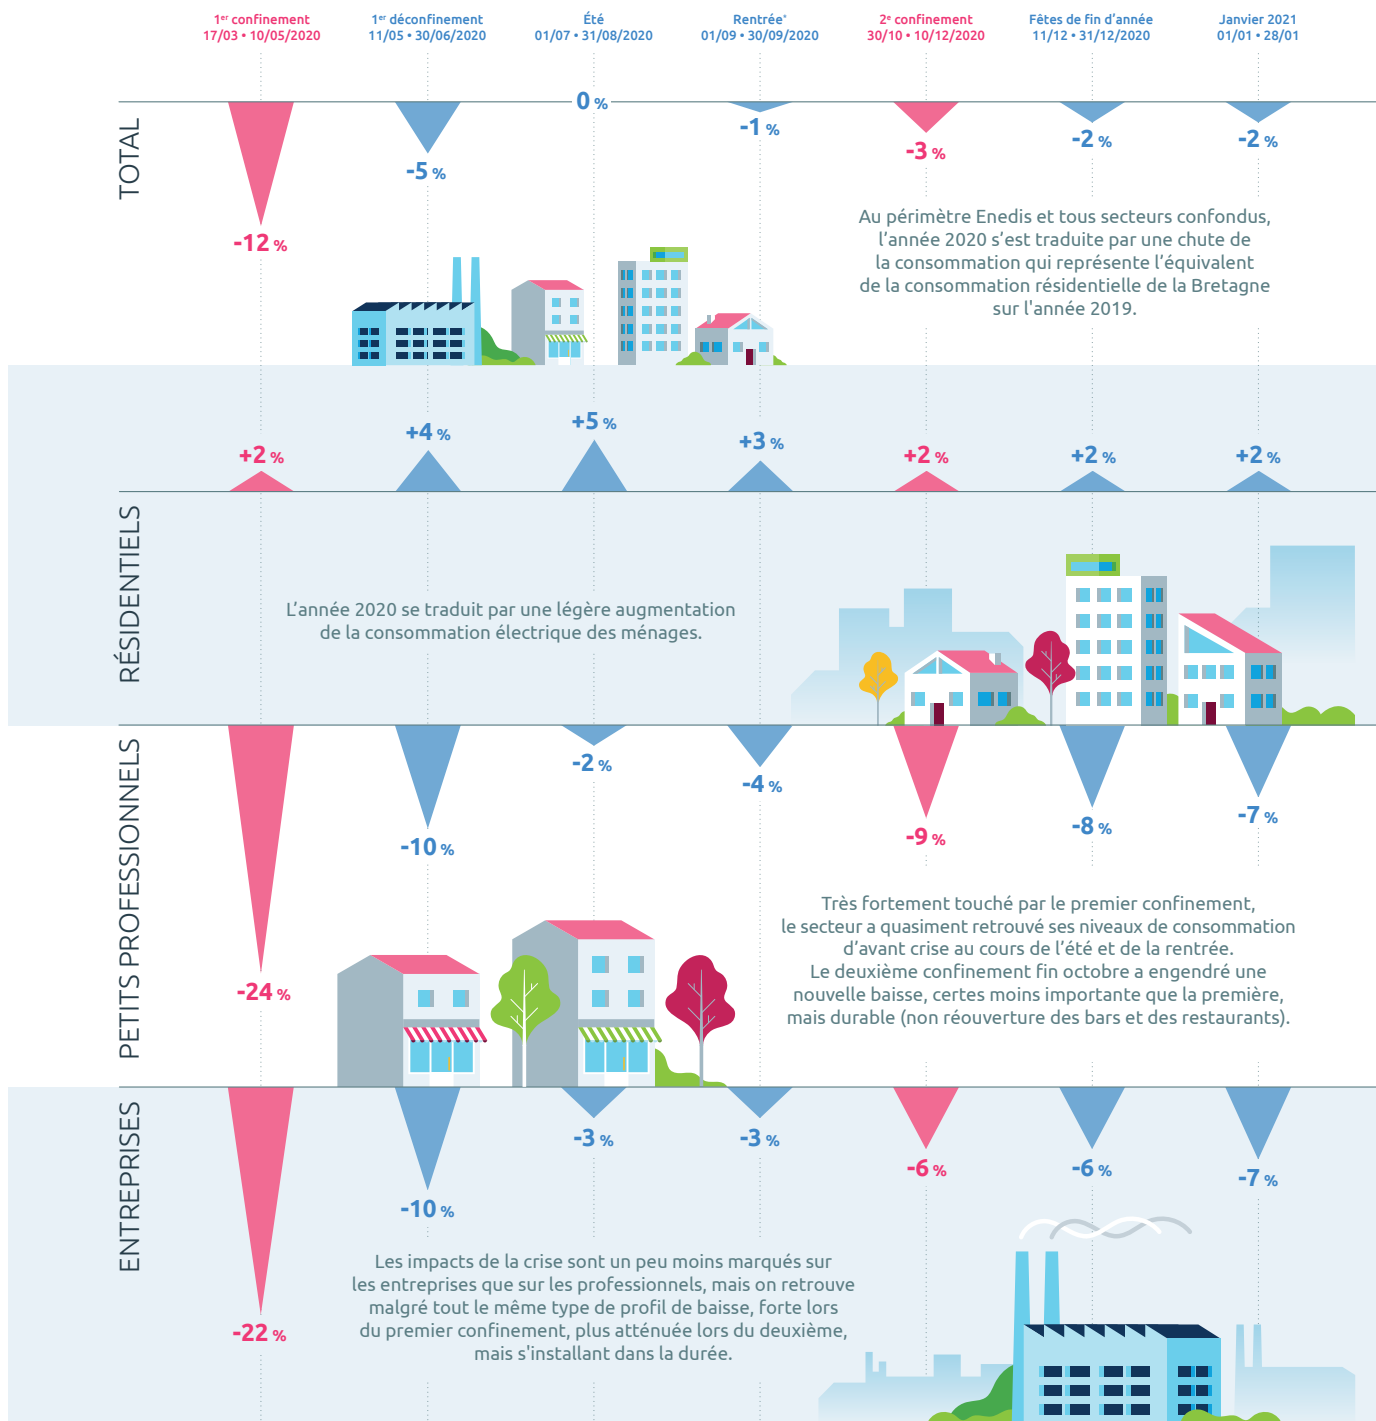 1er confinement
17/03 • 10/05/2020
1er déconfinement
11/05 • 30/06/2020
Été
01/07 • 31/08/2020
Rentrée*
01/09 • 30/09/2020
2e confinement
30/10 • 10/12/2020
Fêtes de fin d'année
11/12 • 31/12/2020
Janvier 2021
01/01 • 28/01
TOTAL
-12 %
-5 %
0 %
-1 %
-3 %
-2 %
-2 %
Au périmètre Enedis et tous secteurs confondus,
l'année 2020 s'est traduite par une chute de
la consommation qui représente l'équivalent
de la consommation résidentielle de la Bretagne
sur l'année 2019.
RÉSIDENTIELS
+2 %
+4 %
+5 %
+3 %
+2 %
+2 %
+2 %
L'année 2020 se traduit par une légère augmentation
de la consommation électrique des ménages.
PETITS PROFESSIONNELS
-24 %
-10 %
-2 %
-4 %
-9 %
-8 %
-7 %
Très fortement touché par le premier confinement,
le secteur a quasiment retrouvé ses niveaux de consommation
d'avant crise au cours de l'été et de la rentrée.
Le deuxième confinement fin octobre a engendré une
nouvelle baisse, certes moins importante que la première,
mais durable (non réouverture des bars et des restaurants).
ENTREPRISES
-22 %
-10 %
-3 %
-3 %
-6 %
-6 %
-7 %
Les impacts de la crise sont un peu moins marqués sur
les entreprises que sur les professionnels, mais on retrouve
malgré tout le même type de profil de baisse, forte lors
du premier confinement, plus atténuée lors du deuxième,
mais s'installant dans la durée.